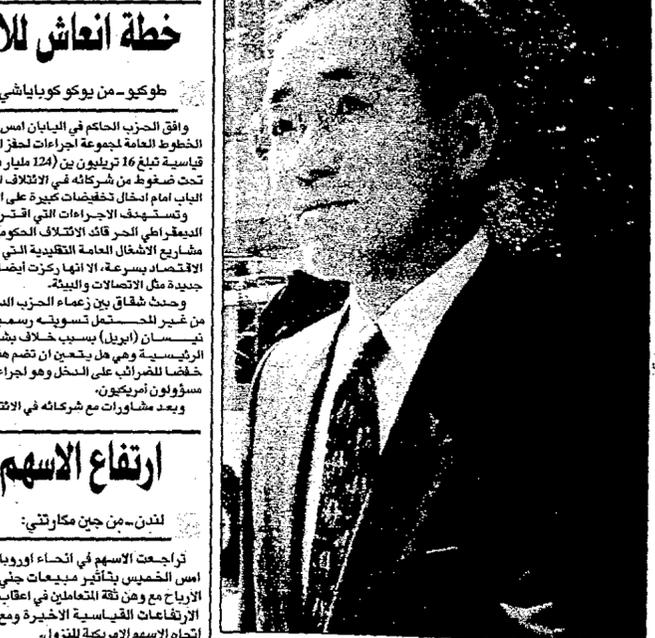 خطة انعاش للا
طوكيو-من يوكو كوباياشي
وافق الحزب الحاكم في اليابان امس
الخطوط العامة لمجموعة اجراءات لحفز ا
قياسية تبلغ 16 تريليون ين (124 مليار
تحت ضغوط من شركائه في الائتلاف
الباب امام ادخال تخفيضات كبيرة على ا
وتستهدف الاجراءات التي اقتر
الديمقراطي الحر قائد الائتلاف الحكوم
مشاريع الاشغال العامة التقليدية التي
الاقتصاد بسرعة، الا انها ركزت أيضا
جديدة مثل الاتصالات والبيئة.
وحدث شقاق بين زعماء الحزب الد
من غير المحتمل تسويته رسمي
نيسان (ابريل) بسبب خلاف بش
الرئيسية وهي هل يتعين ان تضم هذ
خفضا للضرائب على الدخل وهو اجراء
مسؤولون أمريكيون.
وبعد مشاورات مع شركائه في الائت
ارتفاع الاسهم
لندن-من جين مكارتني:
تراجعت الاسهم في انحاء اوروبا
امس الخميس بتأثير مبيعات جني
الأرباح مع وهن ثقة المتعاملين في اعقاب
الارتفاعات القياسية الاخيرة ومع
اتجاه الاسهم الامريكية للنزول.